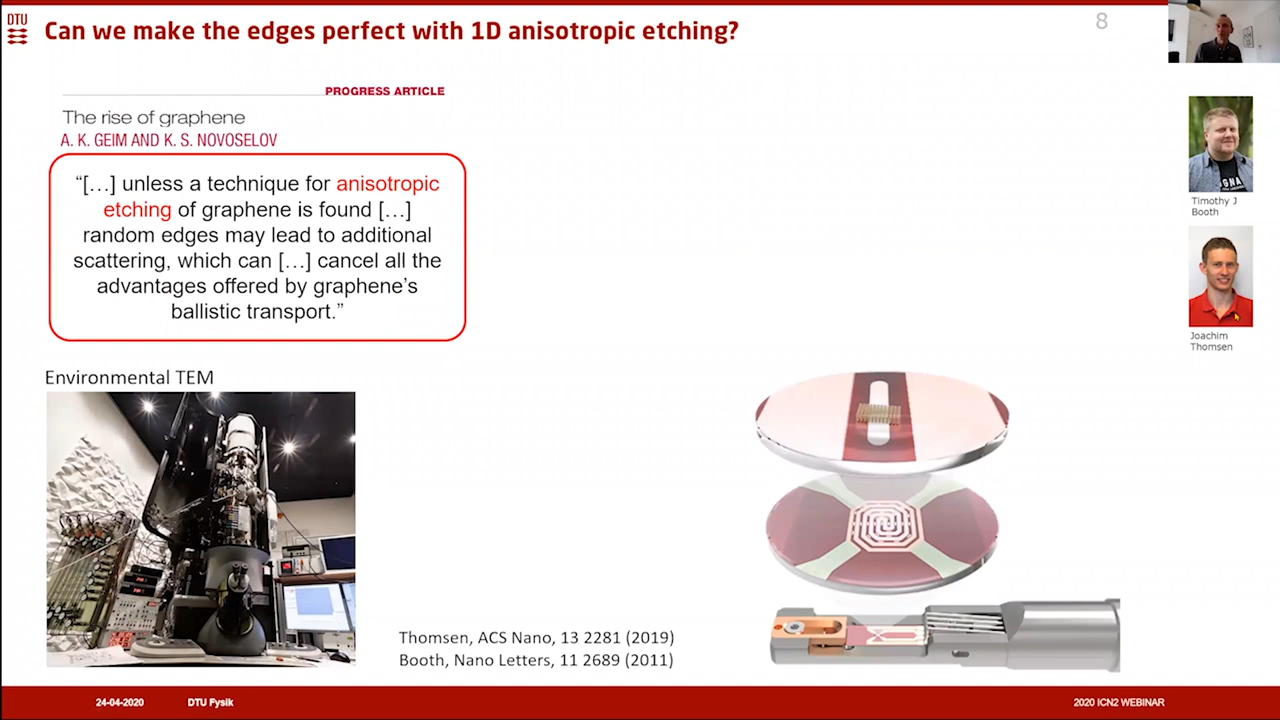 DTU
Can we make the edges perfect with 1D anisotropic etching?
8
PROGRESS ARTICLE
The rise of graphene
A. K. GEIM AND K. S. NOVOSELOV
“[…] unless a technique for anisotropic
etching of graphene is found […]
random edges may lead to additional
scattering, which can […] cancel all the
advantages offered by graphene’s
ballistic transport.”
Timothy J
Booth
Joachim
Thomsen
Environmental TEM
Thomsen, ACS Nano, 13 2281 (2019)
Booth, Nano Letters, 11 2689 (2011)
24-04-2020
DTU Fysik
2020 ICN2 WEBINAR